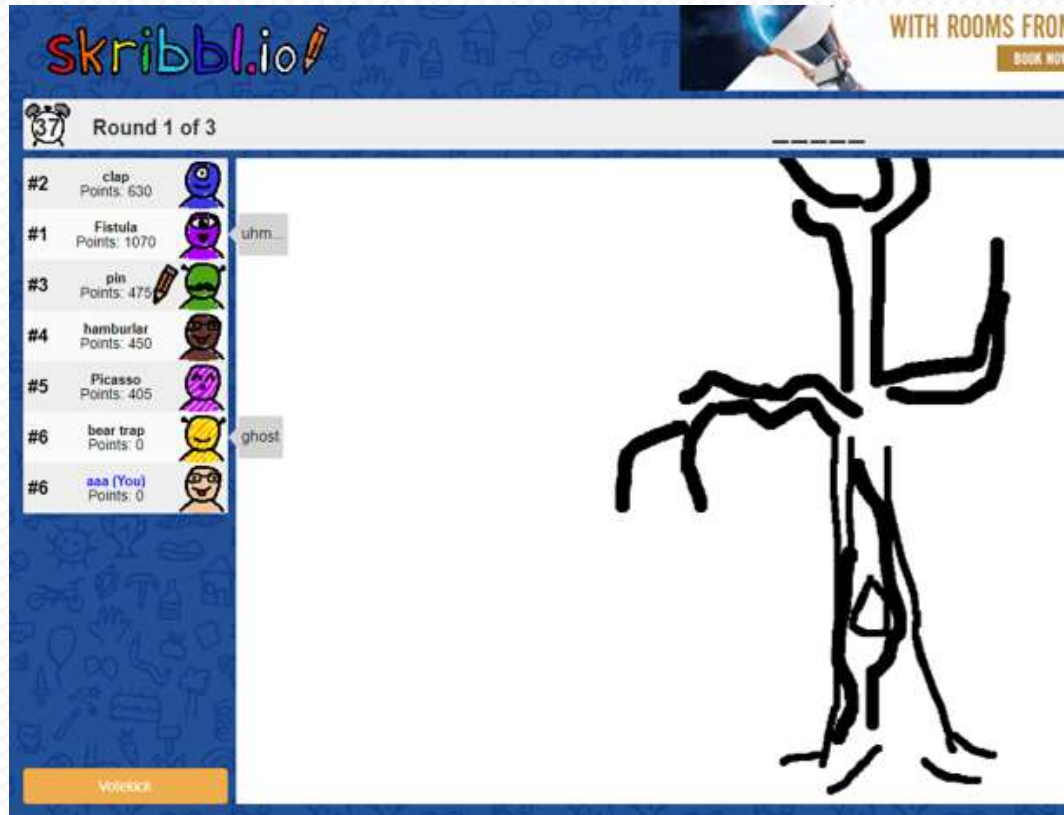 skribbl.io
WITH ROOMS FROM
BOOK NOW
37
Round 1 of 3
_____
#2
clap
Points: 630
#1
Fistula
Points: 1070
uhm...
#3
pin
Points: 475
#4
hamburlar
Points: 450
#5
Picasso
Points: 405
#6
bear trap
Points: 0
ghost
#6
aaa (You)
Points: 0
Votekick